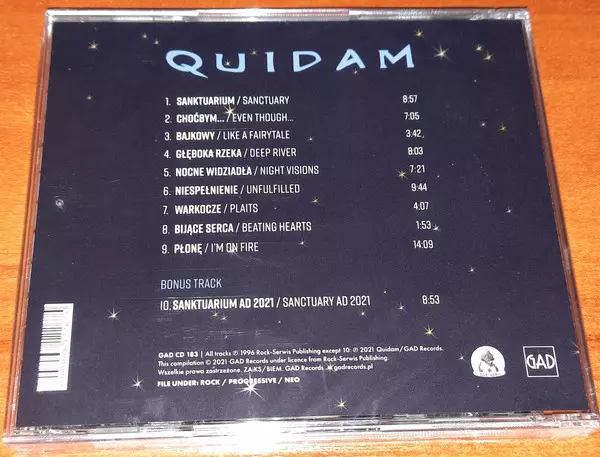 QUIDAM
1. SANKTUARIUM / SANCTUARY 8:57
2. CHOĆBYM... / EVEN THOUGH... 7:05
3. BAJKOWY / LIKE A FAIRYTALE 3:42
4. GŁĘBOKA RZEKA / DEEP RIVER 8:03
5. NOCNE WIDZIADŁA / NIGHT VISIONS 7:21
6. NIESPEŁNIENIE / UNFULFILLED 9:44
7. WARKOCZE / PLAITS 4:07
8. BIJĄCE SERCA / BEATING HEARTS 1:53
9. PŁONĘ / I'M ON FIRE 14:09
BONUS TRACK
10. SANKTUARIUM AD 2021 / SANCTUARY AD 2021 8:53
GAD CD 183 | All tracks ℗ 1996 Rock-Serwis Publishing except 10: ℗ 2021 Quidam/GAD Records.
This compilation © 2021 GAD Records under licence from Rock-Serwis Publishing.
Wszelkie prawa zastrzeżone. ZAiKS/BIEM. GAD Records gadrecords.pl
FILE UNDER: ROCK / PROGRESSIVE / NEO
GAD